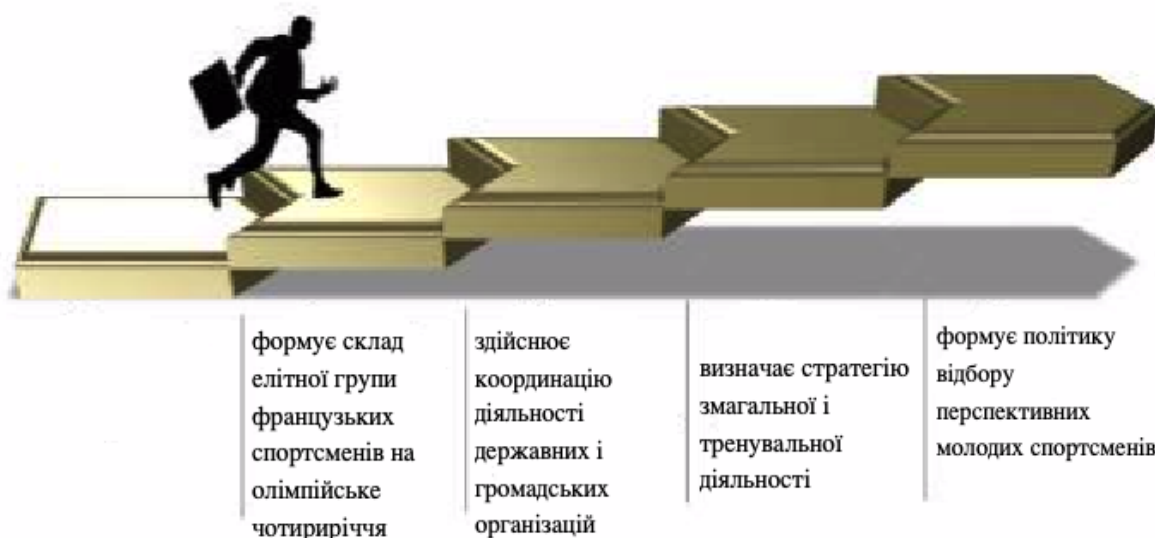 формує склад
елітної групи
французьких
спортсменів на
олімпійське
чотириріччя
здійснює
координацію
діяльності
державних і
громадських
організацій
визначає стратегію
змагальної і
тренувальної
діяльності
формує політику
відбору
перспективних
молодих спортсменів